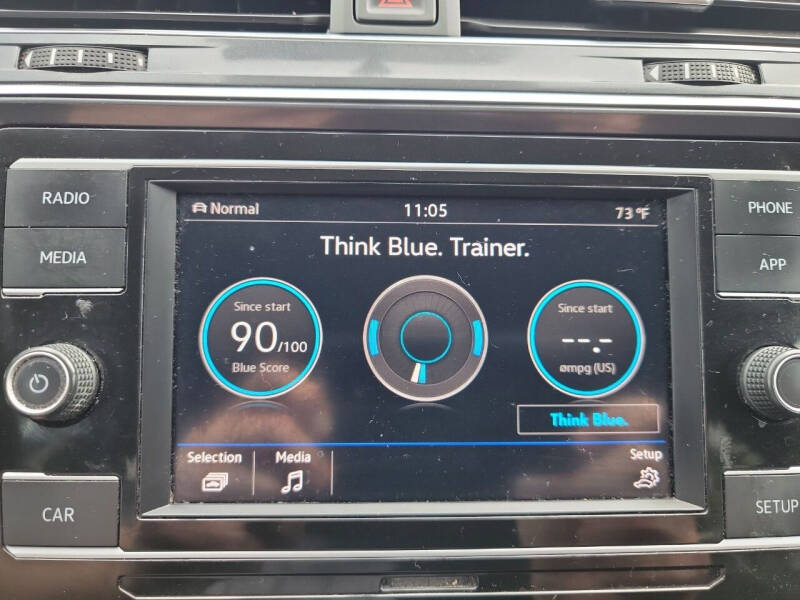 Normal 11:05 73 °F
Think Blue. Trainer.
RADIO
MEDIA
CAR
Since start
90/100
Blue Score
Since start
--.-
ømpg (US)
Think Blue.
Selection Media Setup
PHONE
APP
SETUP